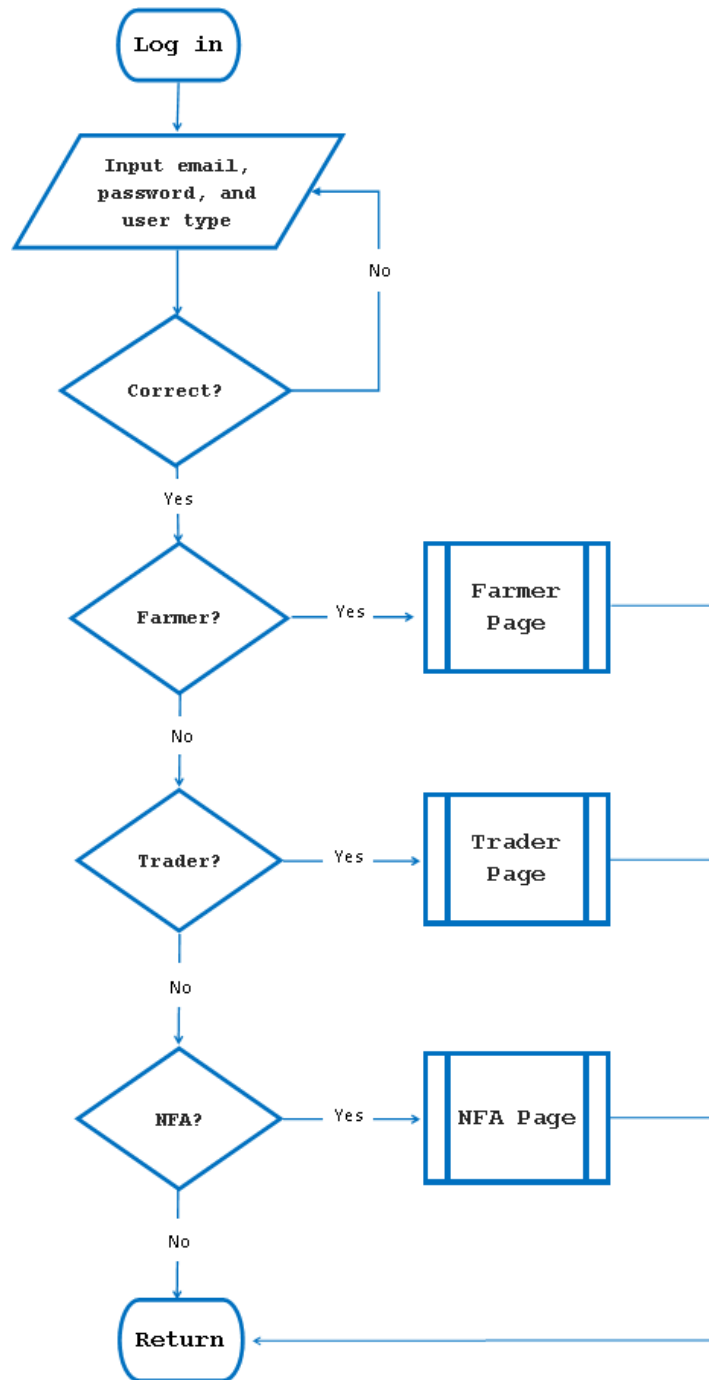 Log in
Input email,
password, and
user type
No
Correct?
Yes
Farmer?
Yes
Farmer
Page
No
Trader?
Yes
Trader
Page
No
NFA?
Yes
NFA Page
No
Return